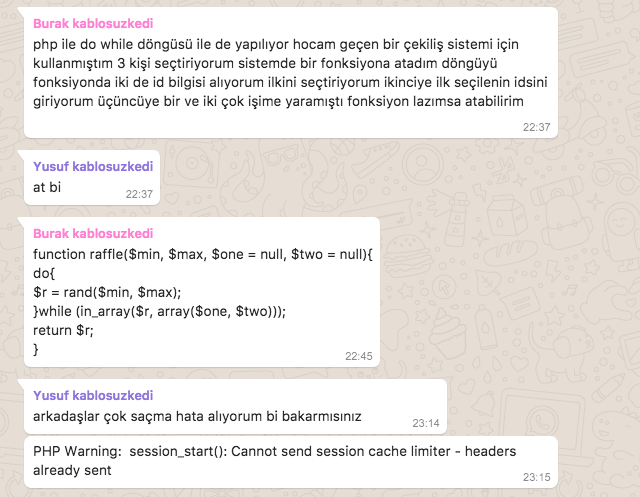 Burak kablosuzkedi
php ile do while döngüsü ile de yapılıyor hocam geçen bir çekiliş sistemi için
kullanmıştım 3 kişi seçtiriyorum sistemde bir fonksiyona atadım döngüyü
fonksiyonda iki de id bilgisi alıyorum ilkini seçtiriyorum ikinciye ilk seçilenin idsini
giriyorum üçüncüye bir ve iki çok işime yaramıştı fonksiyon lazımsa atabilirim
22:37
Yusuf kablosuzkedi
at bi
22:37
Burak kablosuzkedi
function raffle($min, $max, $one = null, $two = null){
do{
$r = rand($min, $max);
}while (in_array($r, array($one, $two)));
return $r;
}
22:45
Yusuf kablosuzkedi
arkadaşlar çok saçma hata alıyorum bi bakarmısınız
23:14
PHP Warning:  session_start(): Cannot send session cache limiter - headers
already sent
23:15